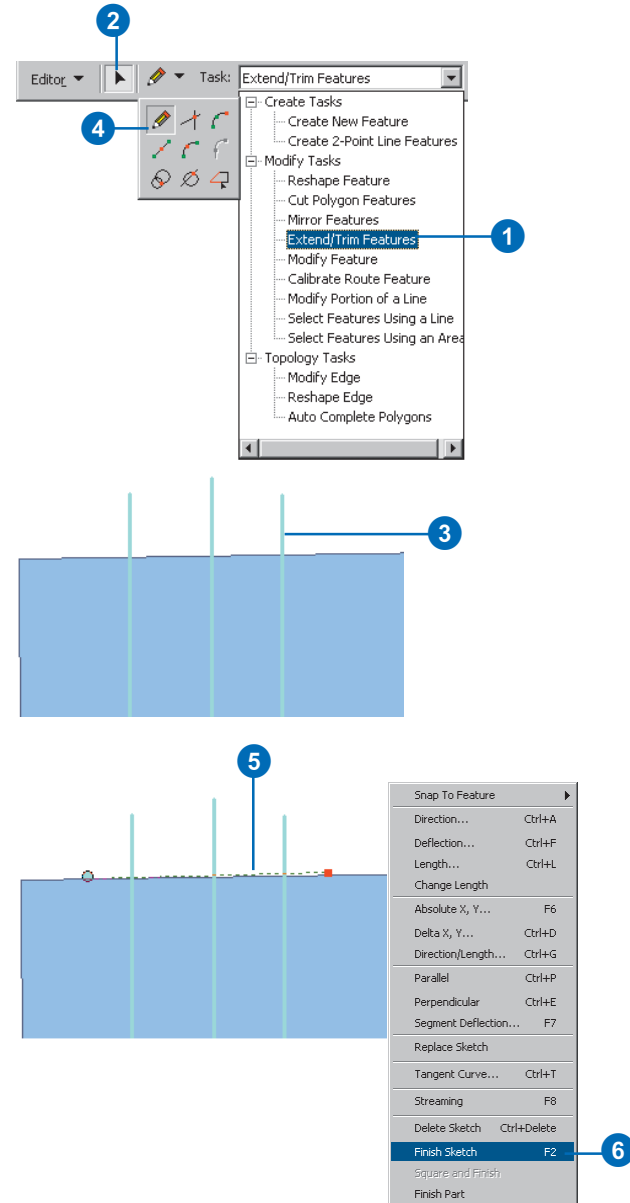 2
Editor Task: Extend/Trim Features
4
Create Tasks
Create New Feature
Create 2-Point Line Features
Modify Tasks
Reshape Feature
Cut Polygon Features
Mirror Features
Extend/Trim Features
1
Modify Feature
Calibrate Route Feature
Modify Portion of a Line
Select Features Using a Line
Select Features Using an Area
Topology Tasks
Modify Edge
Reshape Edge
Auto Complete Polygons
3
5
Snap To Feature
Direction... Ctrl+A
Deflection... Ctrl+F
Length... Ctrl+L
Change Length
Absolute X, Y... F6
Delta X, Y... Ctrl+D
Direction/Length... Ctrl+G
Parallel Ctrl+P
Perpendicular Ctrl+E
Segment Deflection... F7
Replace Sketch
Tangent Curve... Ctrl+T
Streaming F8
Delete Sketch Ctrl+Delete
Finish Sketch F2
6
Square and Finish
Finish Part